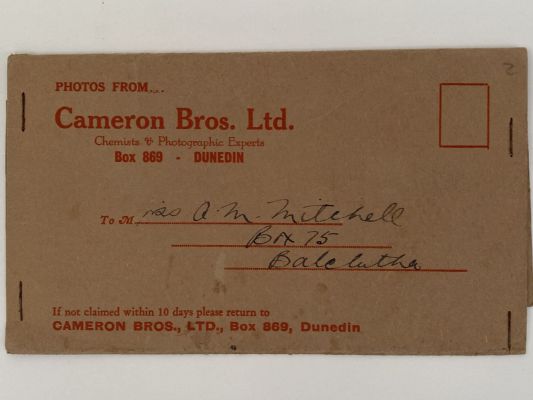 2
PHOTOS FROM....
Cameron Bros. Ltd.
Chemists & Photographic Experts
Box 869 - DUNEDIN
To Miss A. M. Mitchell
Box 75
Balclutha
If not claimed within 10 days please return to
CAMERON BROS., LTD., Box 869, Dunedin